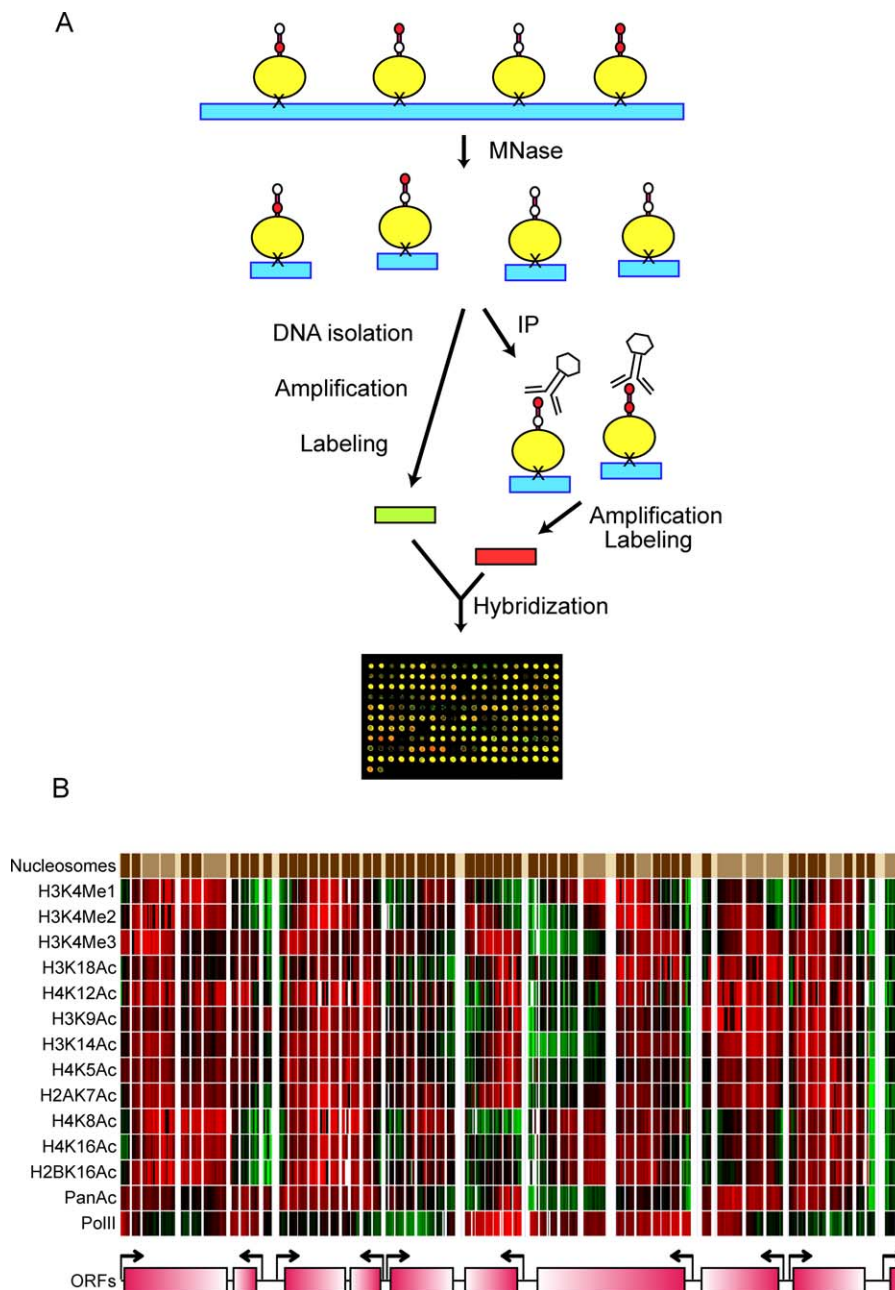 A
MNase
DNA isolation
IP
Amplification
Labeling
Amplification
Labeling
Hybridization
B
Nucleosomes
H3K4Me1
H3K4Me2
H3K4Me3
H3K18Ac
H4K12Ac
H3K9Ac
H3K14Ac
H4K5Ac
H2AK7Ac
H4K8Ac
H4K16Ac
H2BK16Ac
PanAc
PolII
ORFs